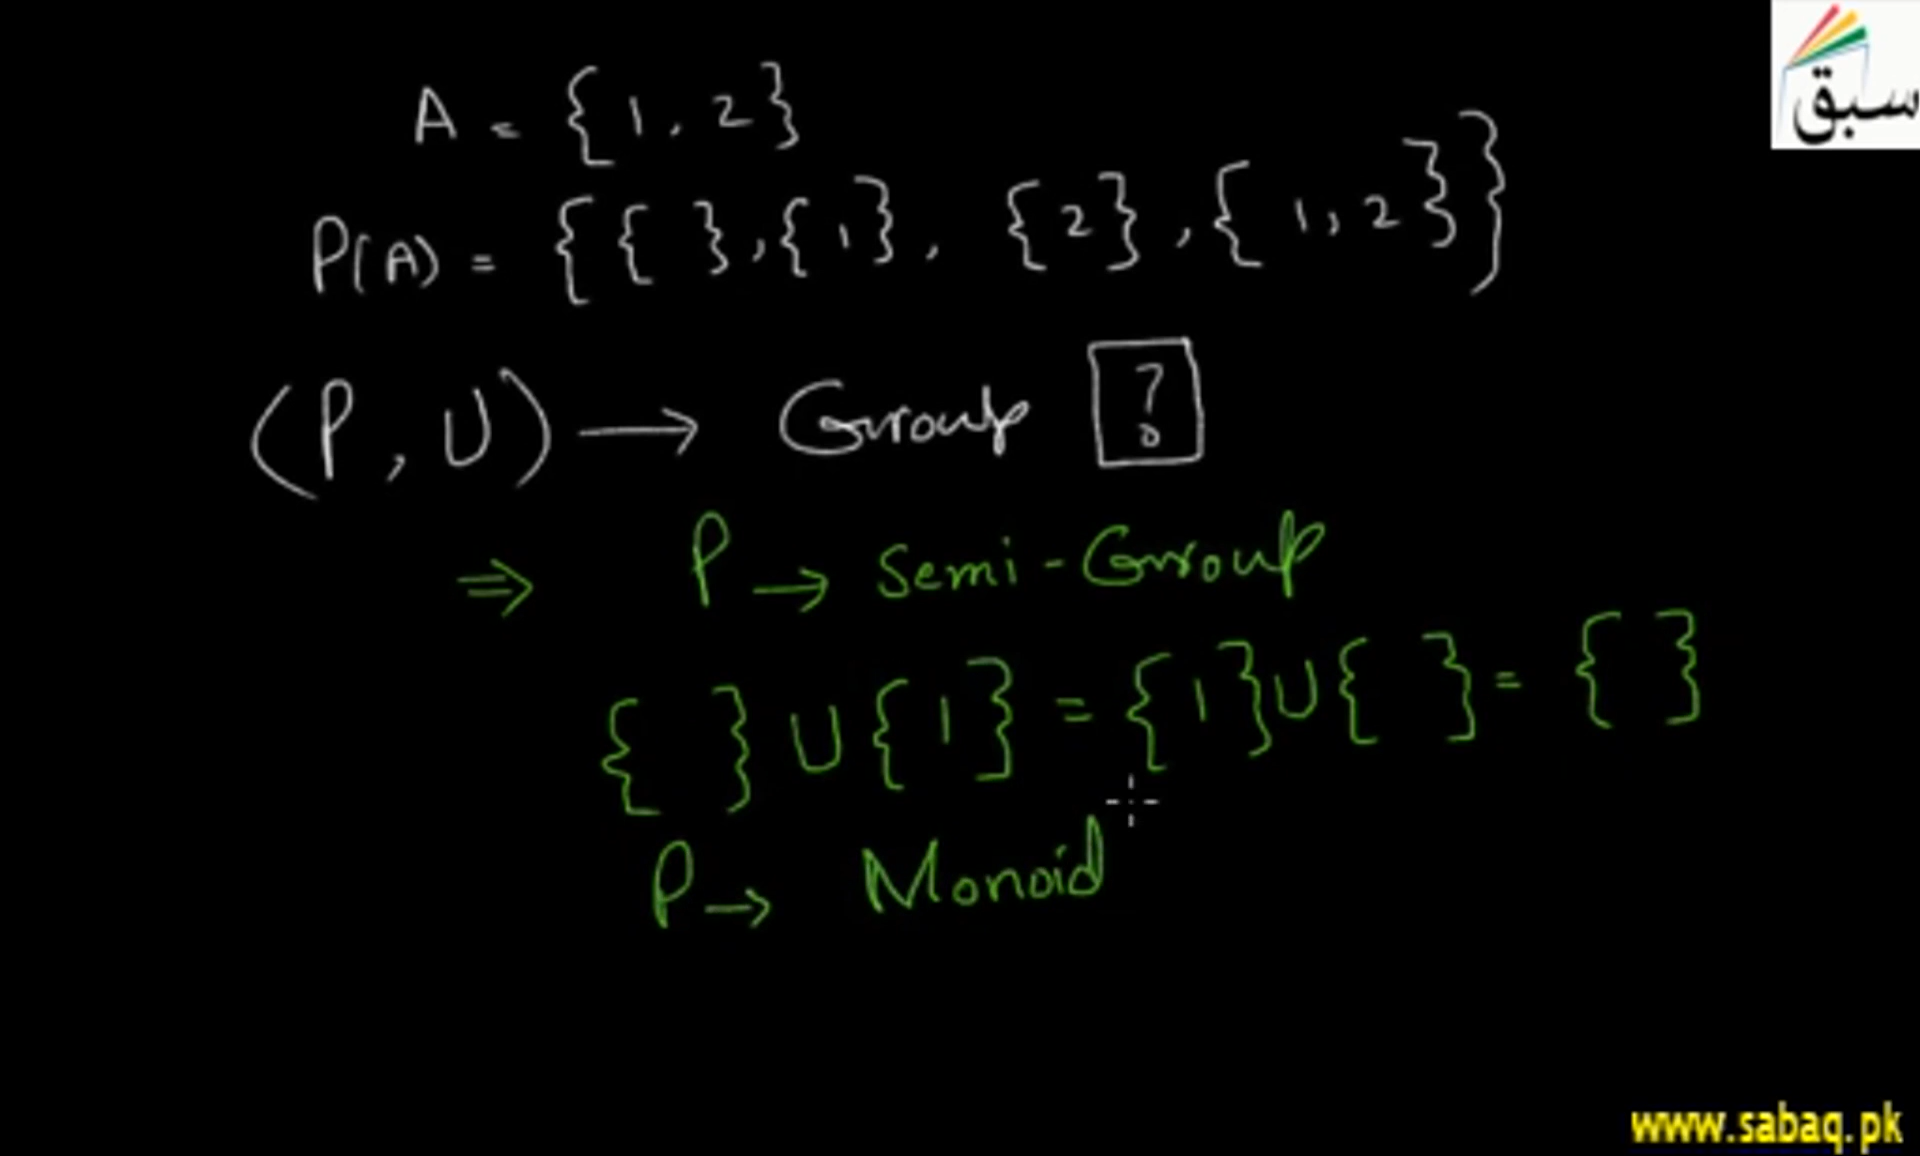 سبق
A = {1, 2}
P(A) = {{ }, {1}, {2}, {1, 2}}
(P, U) → Group ?
⇒ P → Semi-Group
{ } U {1} = {1} U { } = { }
P → Monoid
www.sabaq.pk